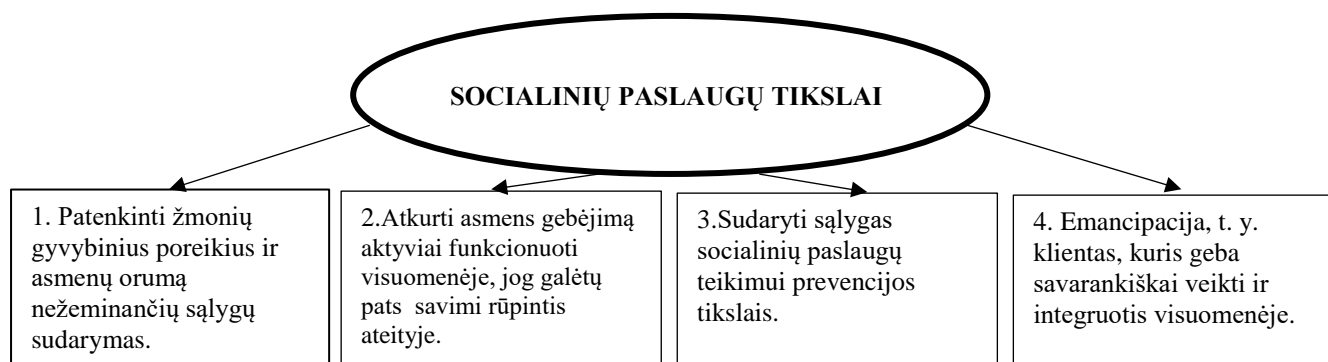 SOCIALINIŲ PASLAUGŲ TIKSLAI
1. Patenkinti žmonių
gyvybinius poreikius ir
asmenų orumą
nežeminančių sąlygų
sudarymas.
2.Atkurti asmens gebėjimą
aktyviai funkcionuoti
visuomenėje, jog galėtų
pats savimi rūpintis
ateityje.
3.Sudaryti sąlygas
socialinių paslaugų
teikimui prevencijos
tikslais.
4. Emancipacija, t. y.
klientas, kuris geba
savarankiškai veikti ir
integruotis visuomenėje.